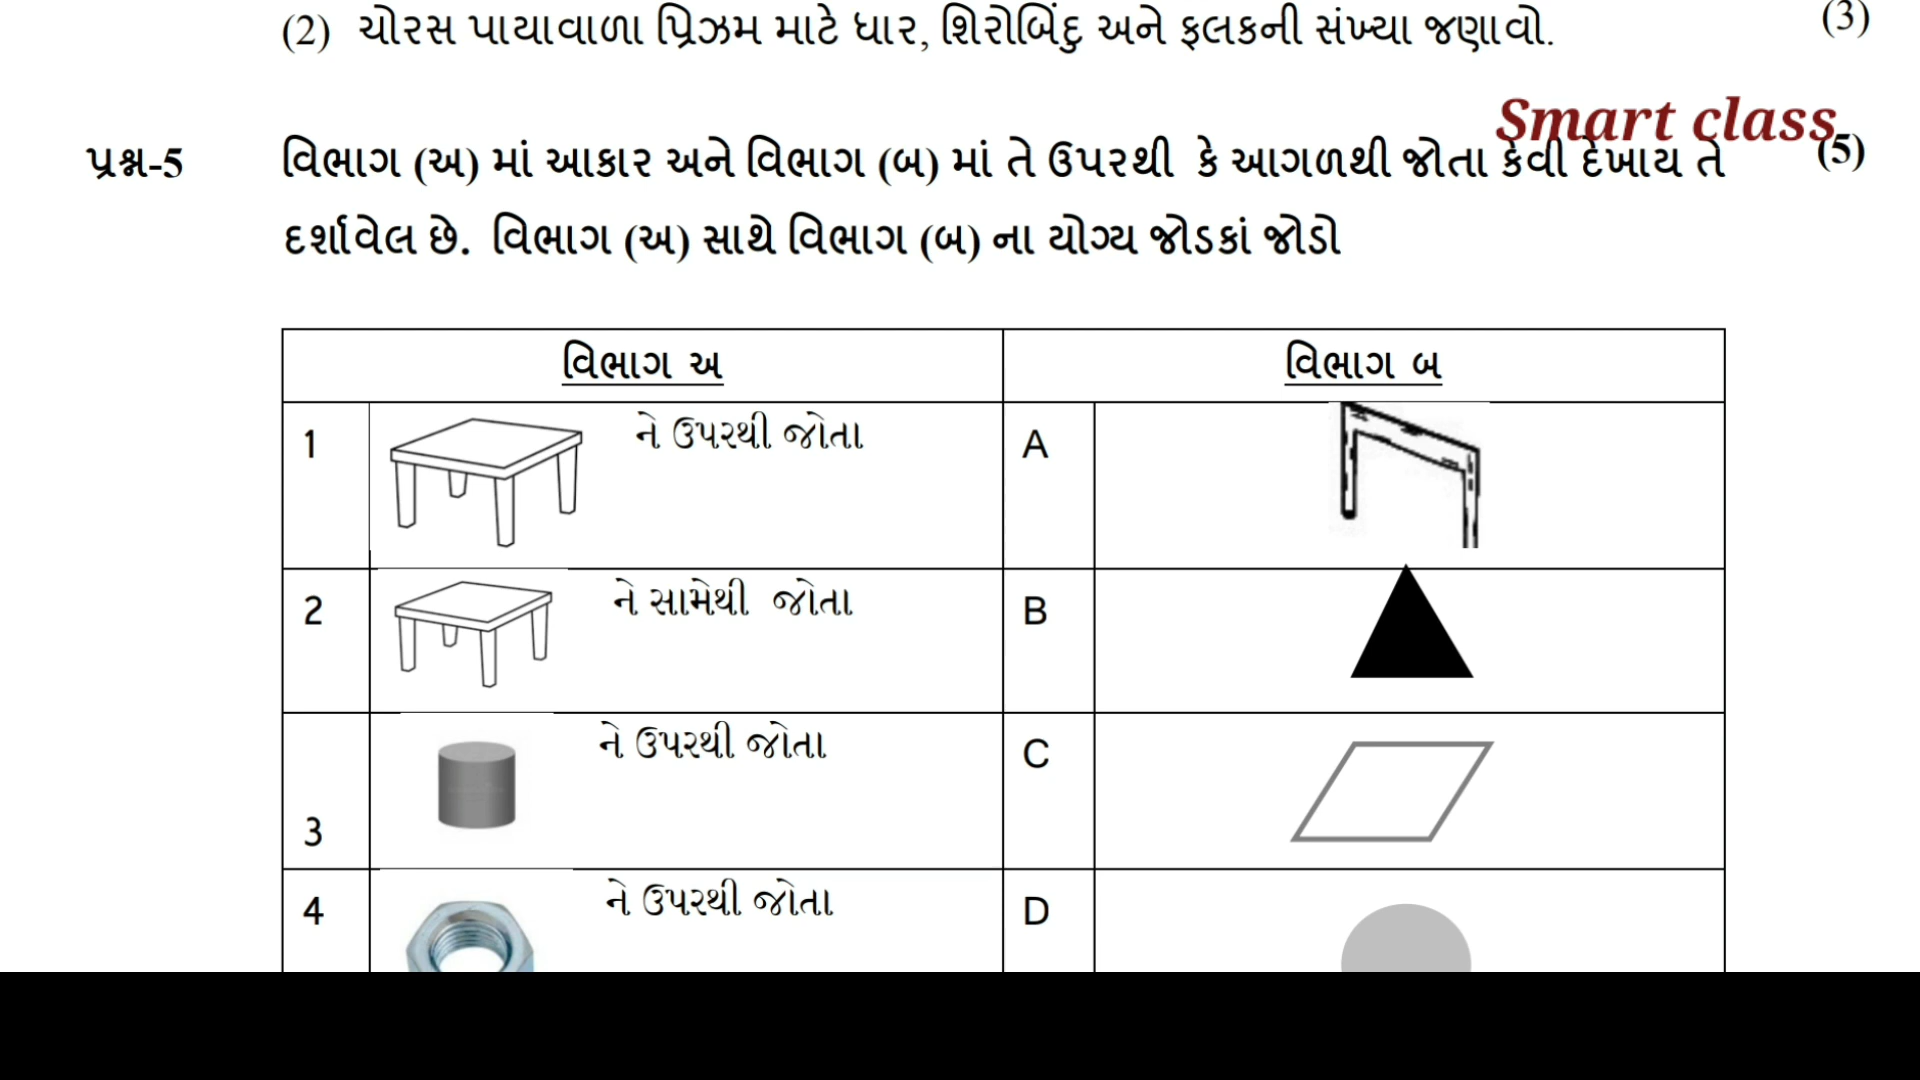 (2) ચોરસ પાયાવાળા પ્રિઝમ માટે ધાર, શિરોબિંદુ અને ફલકની સંખ્યા જણાવો. (3)
Smart class
પ્રશ્ન-5 વિભાગ (અ) માં આકાર અને વિભાગ (બ) માં તે ઉપરથી કે આગળથી જોતા કેવી દેખાય તે (5)
દર્શાવેલ છે. વિભાગ (અ) સાથે વિભાગ (બ) ના યોગ્ય જોડકાં જોડો
વિભાગ અ વિભાગ બ
1 ને ઉપરથી જોતા A
2 ને સામેથી જોતા B
3 ને ઉપરથી જોતા C
4 ને ઉપરથી જોતા D